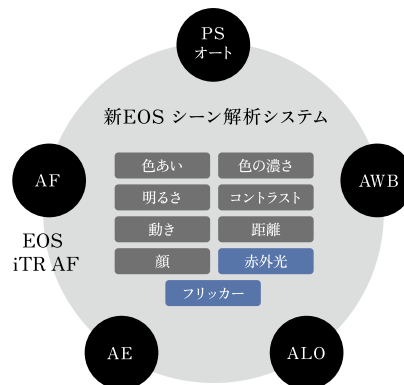 PS
オート
新EOS シーン解析システム
色あい
色の濃さ
AF
AWB
明るさ
コントラスト
動き
距離
EOS
iTR AF
顔
赤外光
フリッカー
AE
ALO